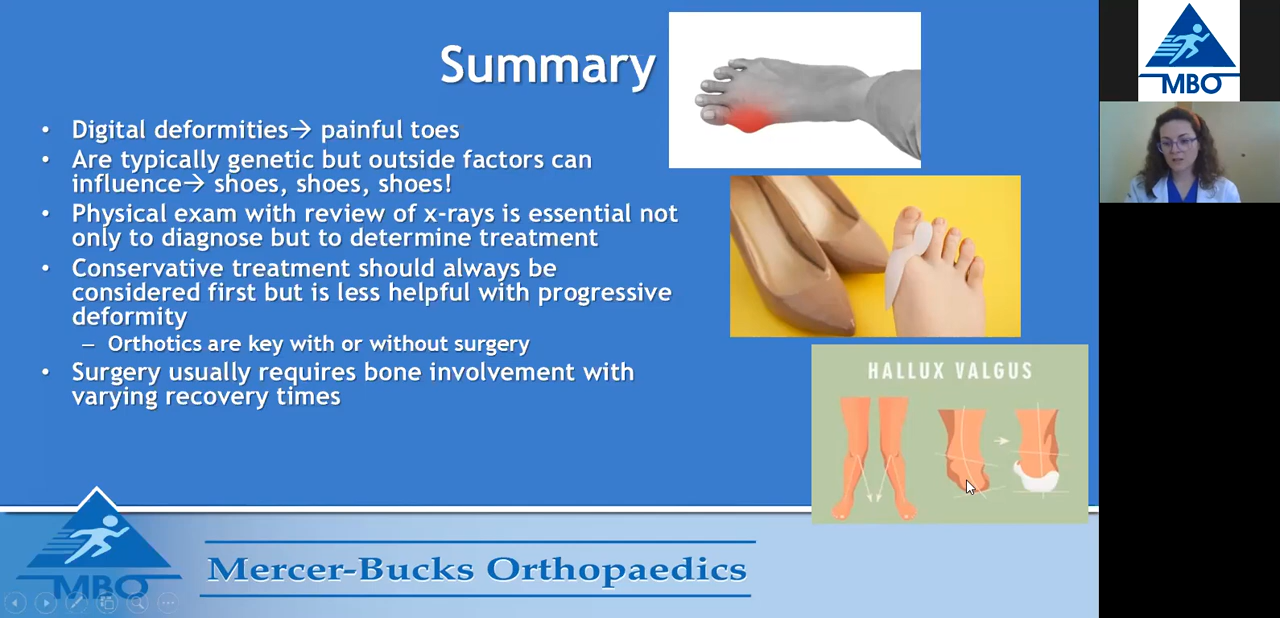 Summary
• Digital deformities→ painful toes
• Are typically genetic but outside factors can
influence→ shoes, shoes, shoes!
• Physical exam with review of x-rays is essential not
only to diagnose but to determine treatment
• Conservative treatment should always be
considered first but is less helpful with progressive
deformity
– Orthotics are key with or without surgery
• Surgery usually requires bone involvement with
varying recovery times
HALLUX VALGUS
MBO
Mercer-Bucks Orthopaedics
MBO